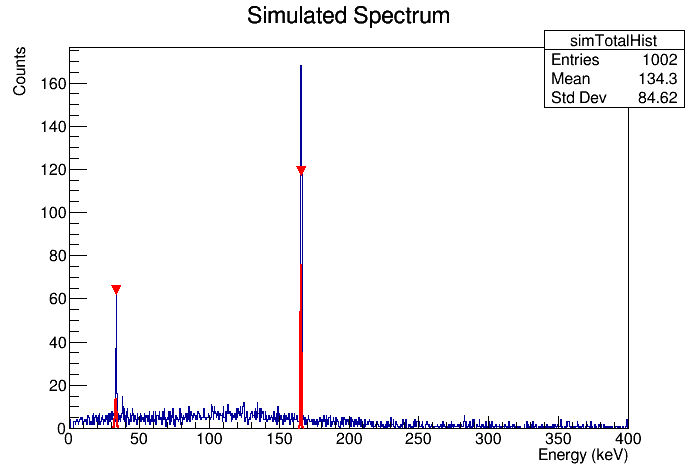 Simulated Spectrum
simTotalHist
Entries 1002
Mean 134.3
Std Dev 84.62
Counts
160
140
120
100
80
60
40
20
0
0 50 100 150 200 250 300 350 400
Energy (keV)